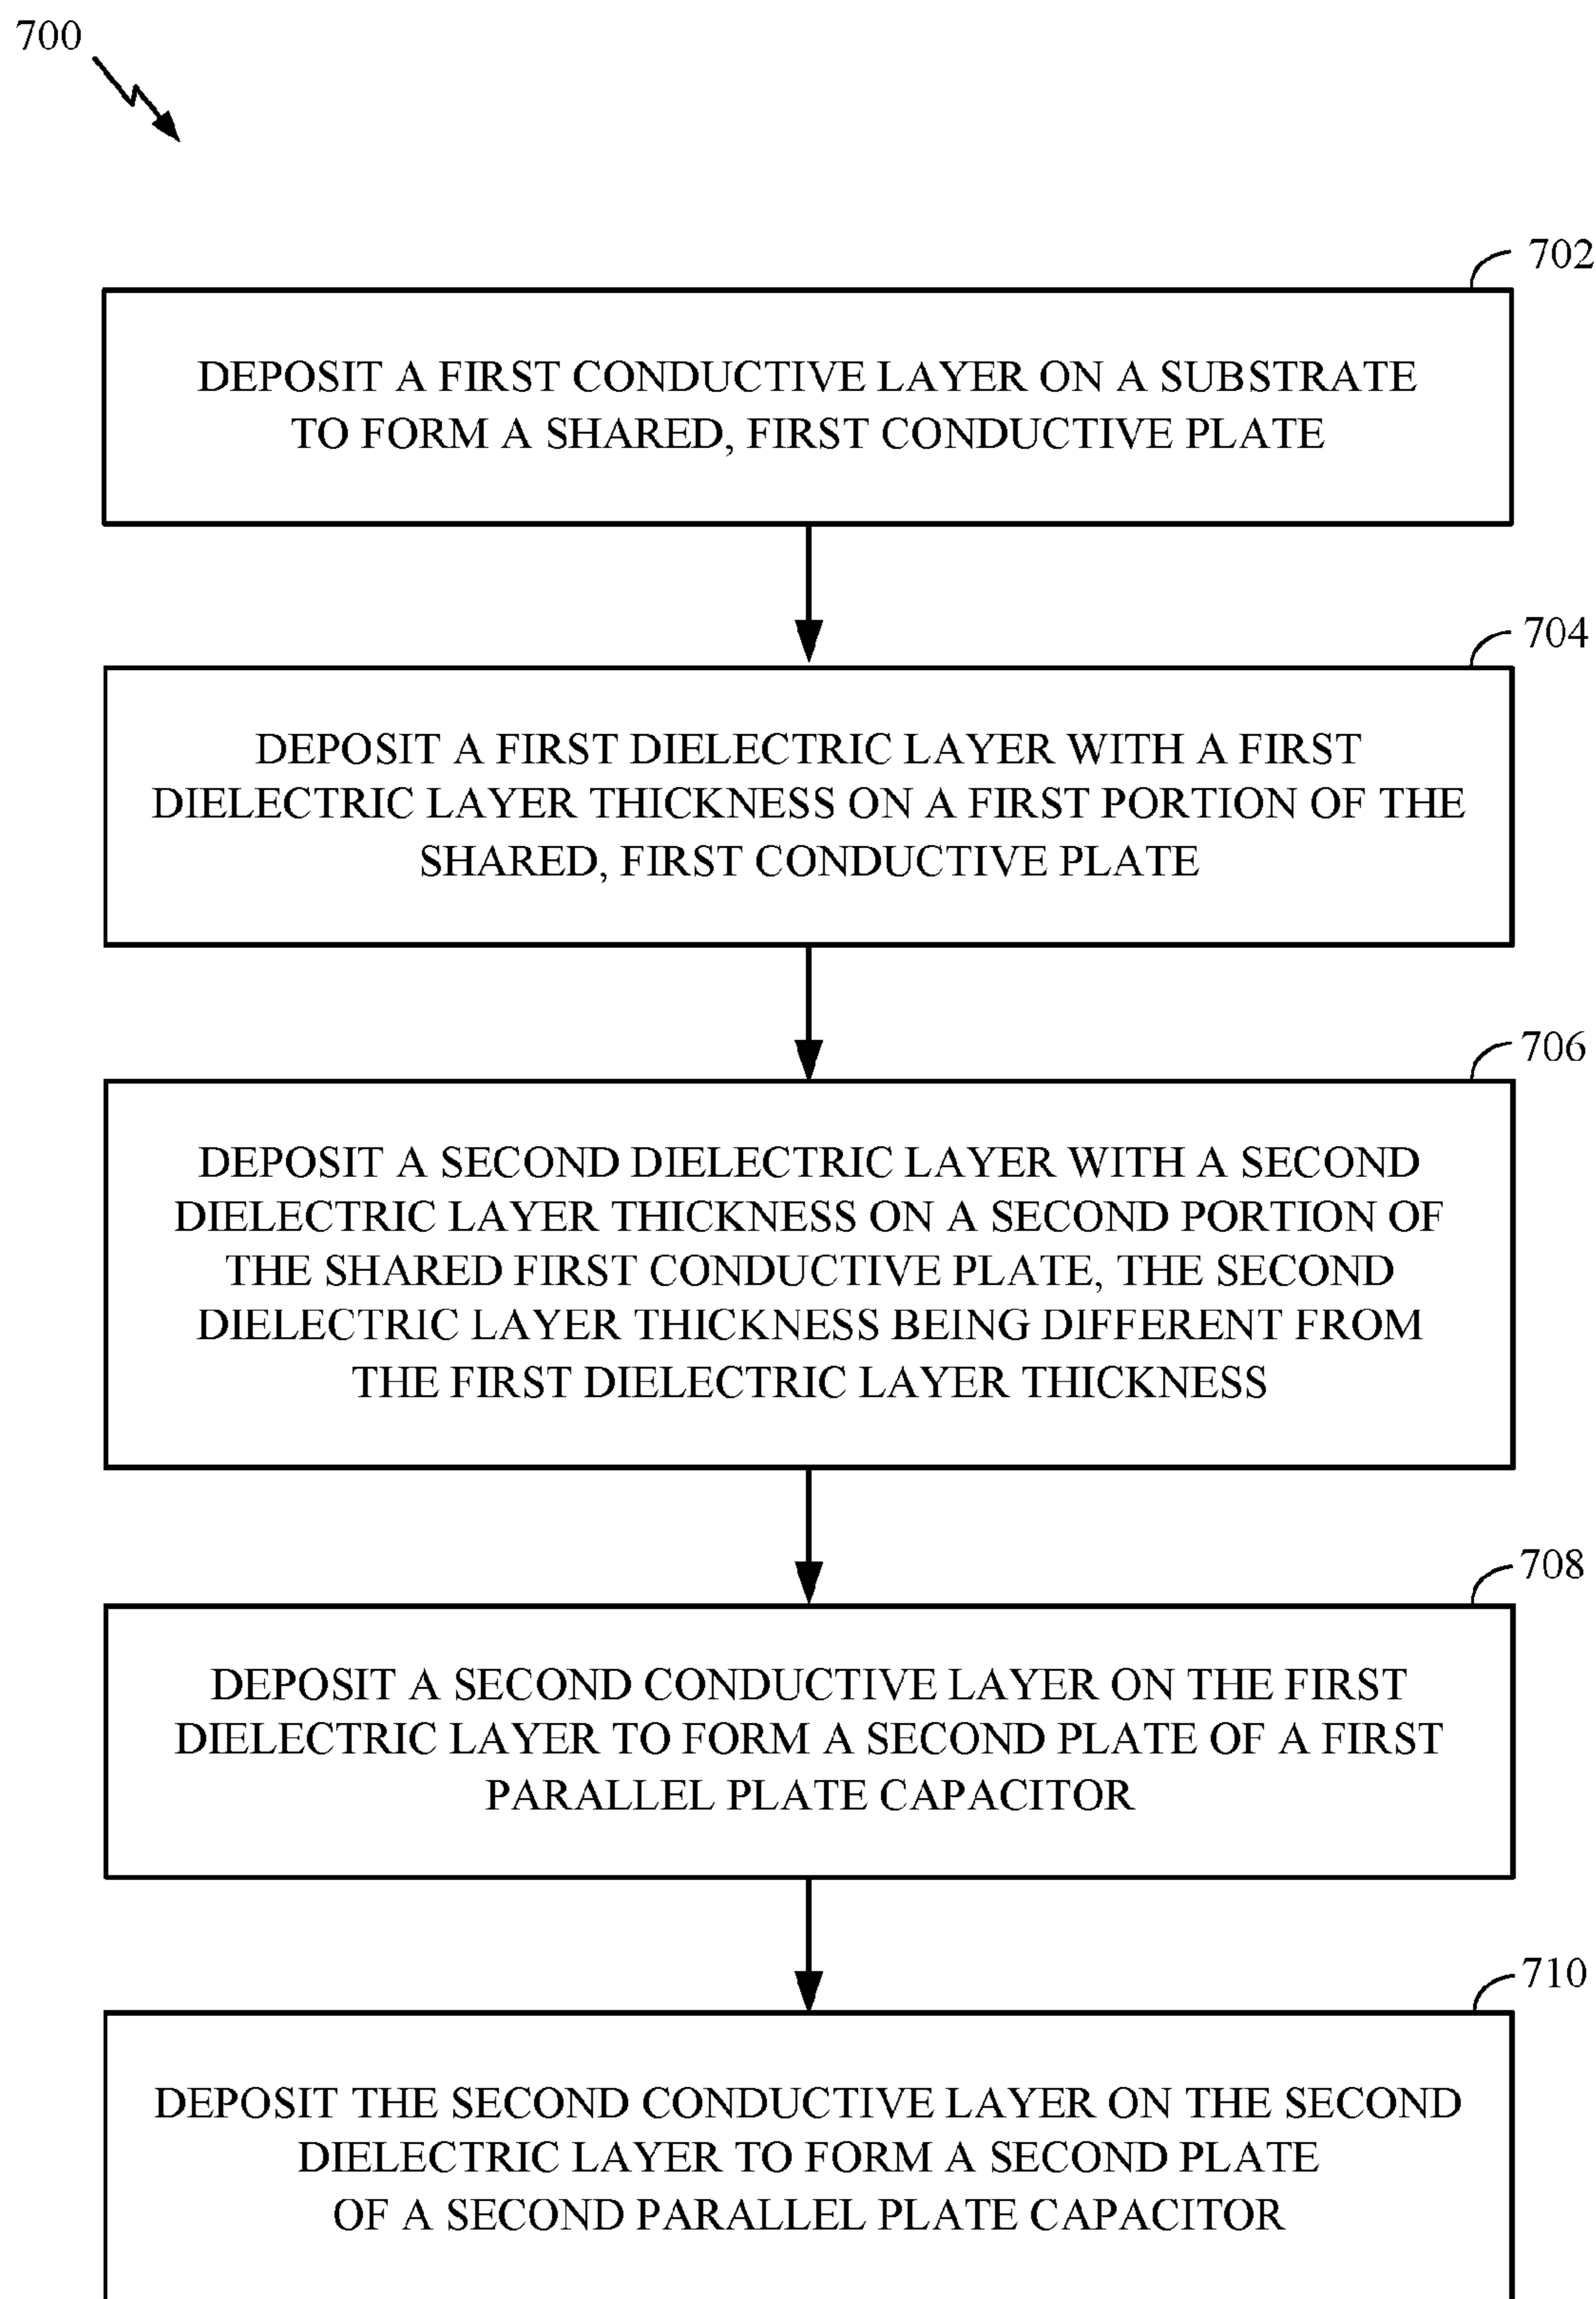 700
702
DEPOSIT A FIRST CONDUCTIVE LAYER ON A SUBSTRATE
TO FORM A SHARED, FIRST CONDUCTIVE PLATE
704
DEPOSIT A FIRST DIELECTRIC LAYER WITH A FIRST
DIELECTRIC LAYER THICKNESS ON A FIRST PORTION OF THE
SHARED, FIRST CONDUCTIVE PLATE
706
DEPOSIT A SECOND DIELECTRIC LAYER WITH A SECOND
DIELECTRIC LAYER THICKNESS ON A SECOND PORTION OF
THE SHARED FIRST CONDUCTIVE PLATE, THE SECOND
DIELECTRIC LAYER THICKNESS BEING DIFFERENT FROM
THE FIRST DIELECTRIC LAYER THICKNESS
708
DEPOSIT A SECOND CONDUCTIVE LAYER ON THE FIRST
DIELECTRIC LAYER TO FORM A SECOND PLATE OF A FIRST
PARALLEL PLATE CAPACITOR
710
DEPOSIT THE SECOND CONDUCTIVE LAYER ON THE SECOND
DIELECTRIC LAYER TO FORM A SECOND PLATE
OF A SECOND PARALLEL PLATE CAPACITOR